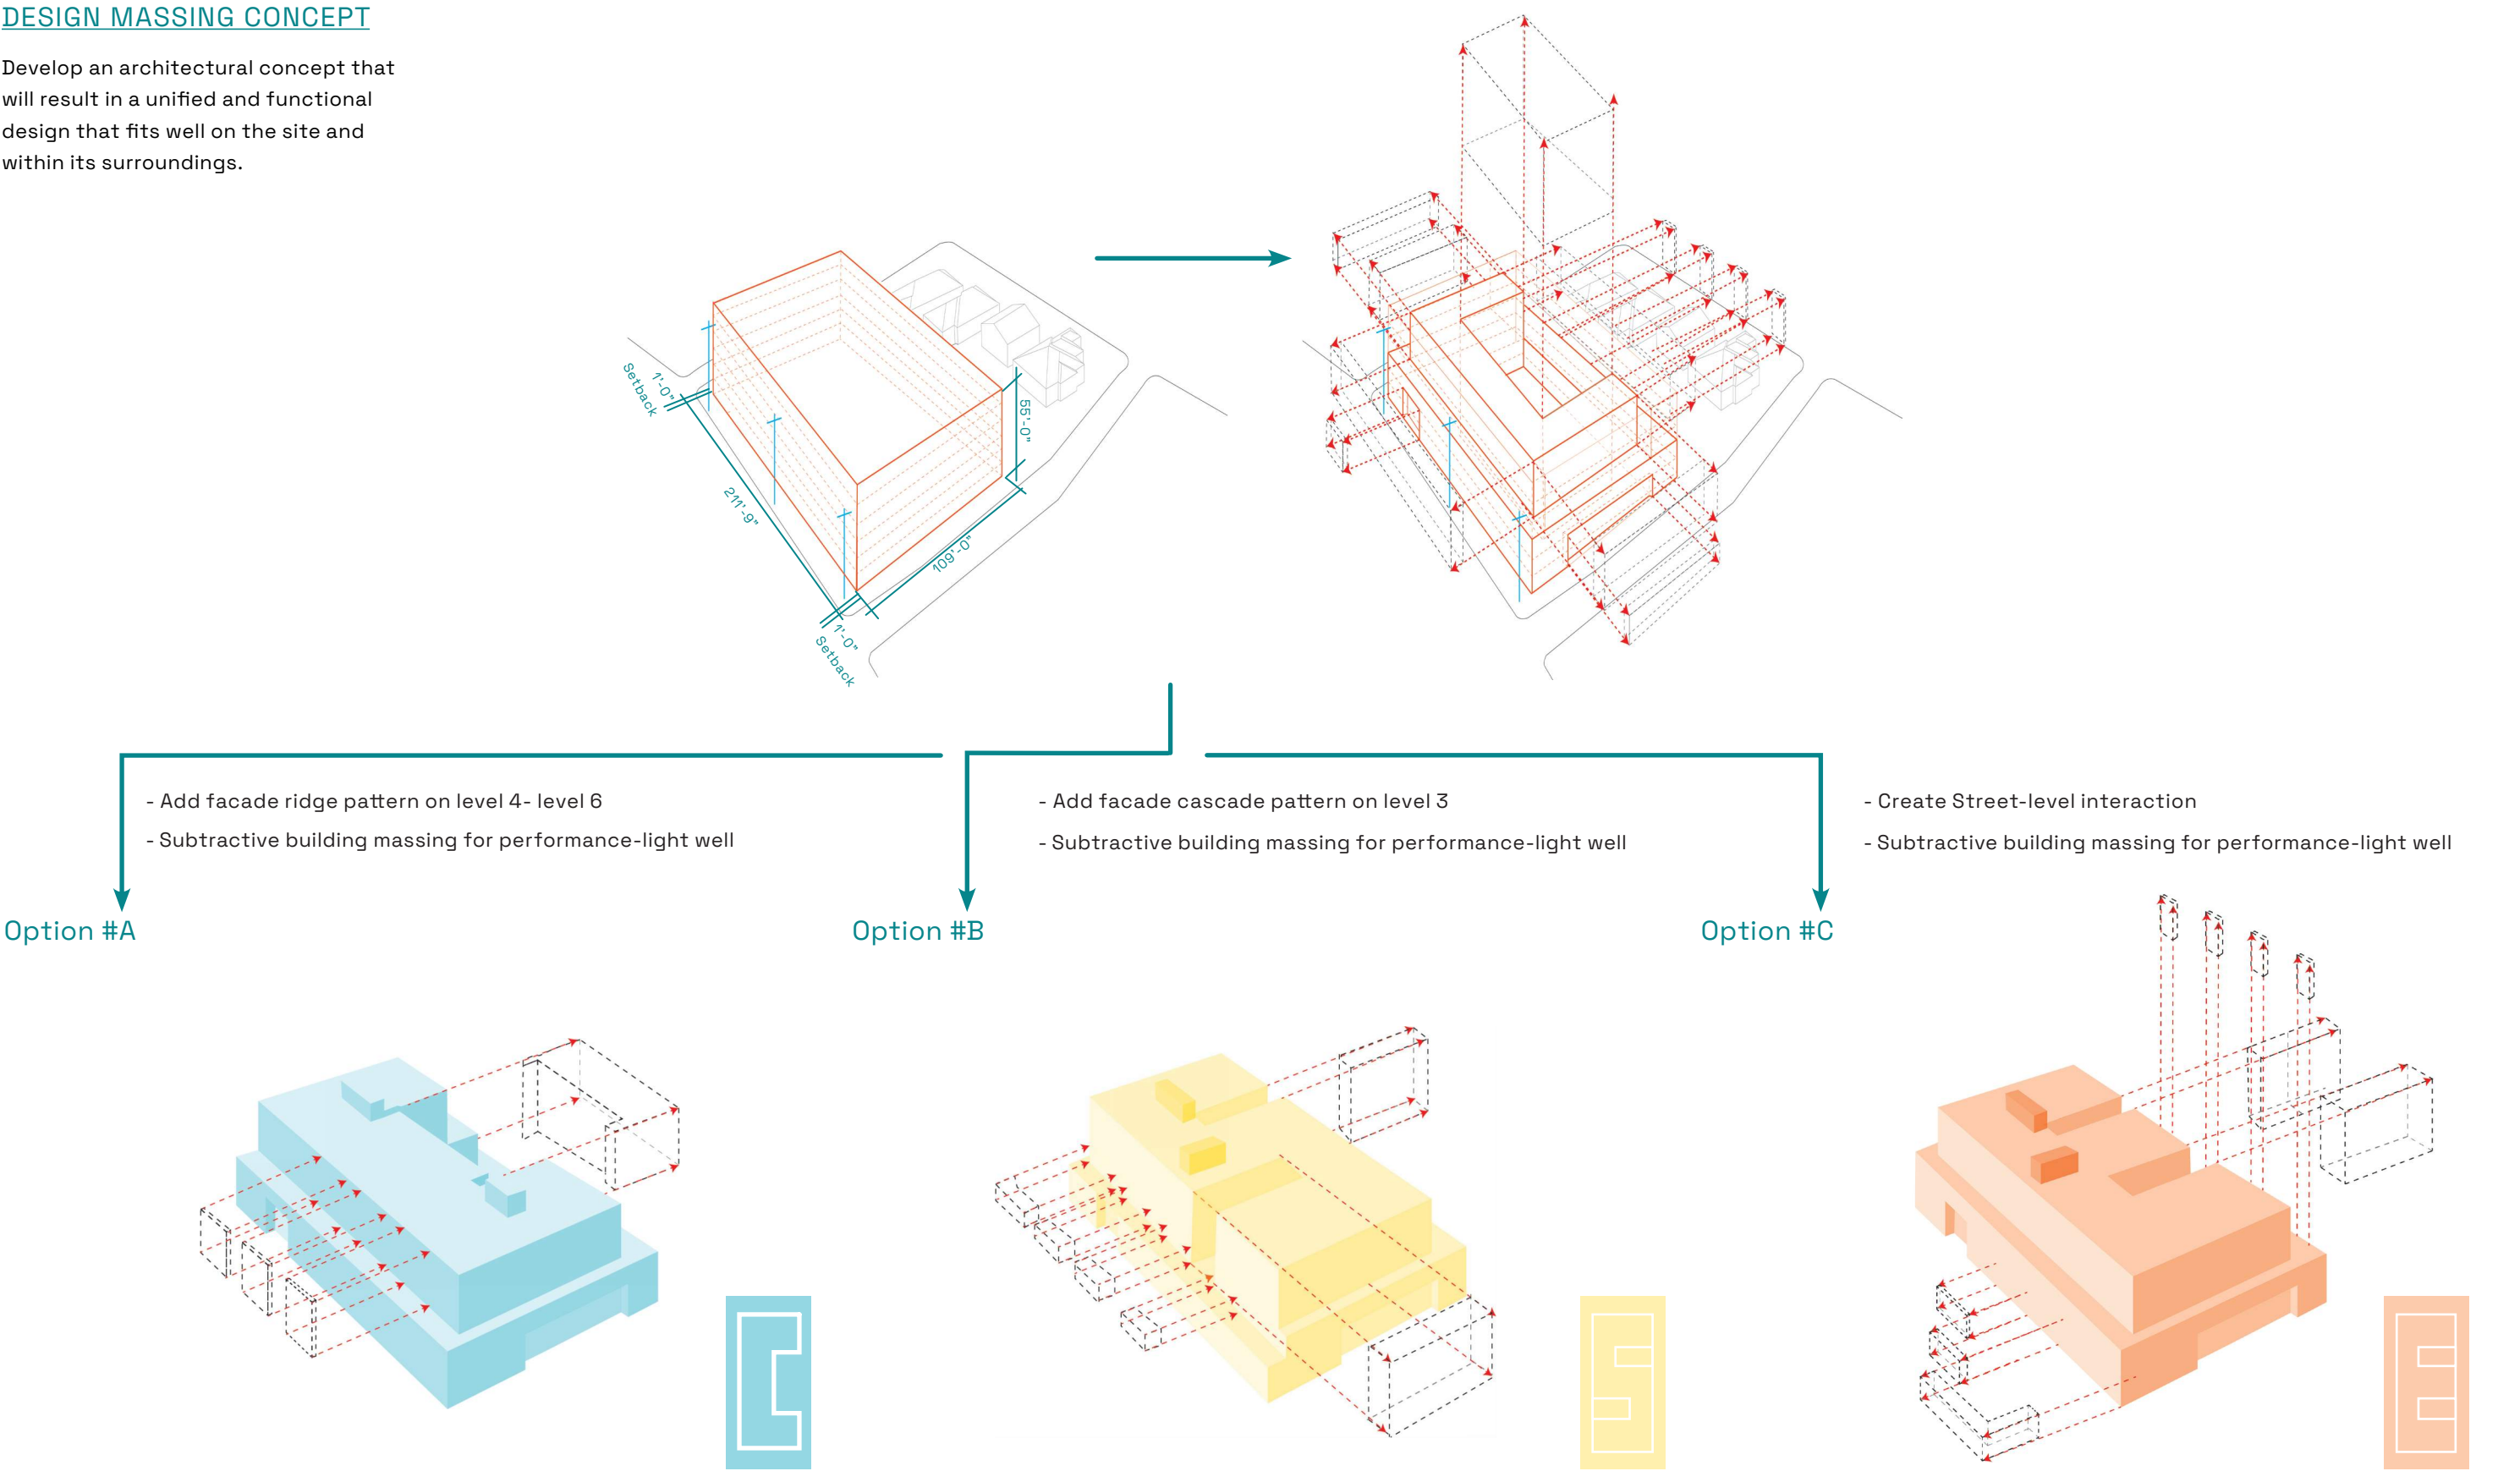 DESIGN MASSING CONCEPT
Develop an architectural concept that
will result in a unified and functional
design that fits well on the site and
within its surroundings.
1'-0"
Setback
55'-0"
211'-9"
109'-0"
1'-0"
Setback
- Add facade ridge pattern on level 4- level 6
- Subtractive building massing for performance-light well
- Add facade cascade pattern on level 3
- Subtractive building massing for performance-light well
- Create Street-level interaction
- Subtractive building massing for performance-light well
Option #A
Option #B
Option #C